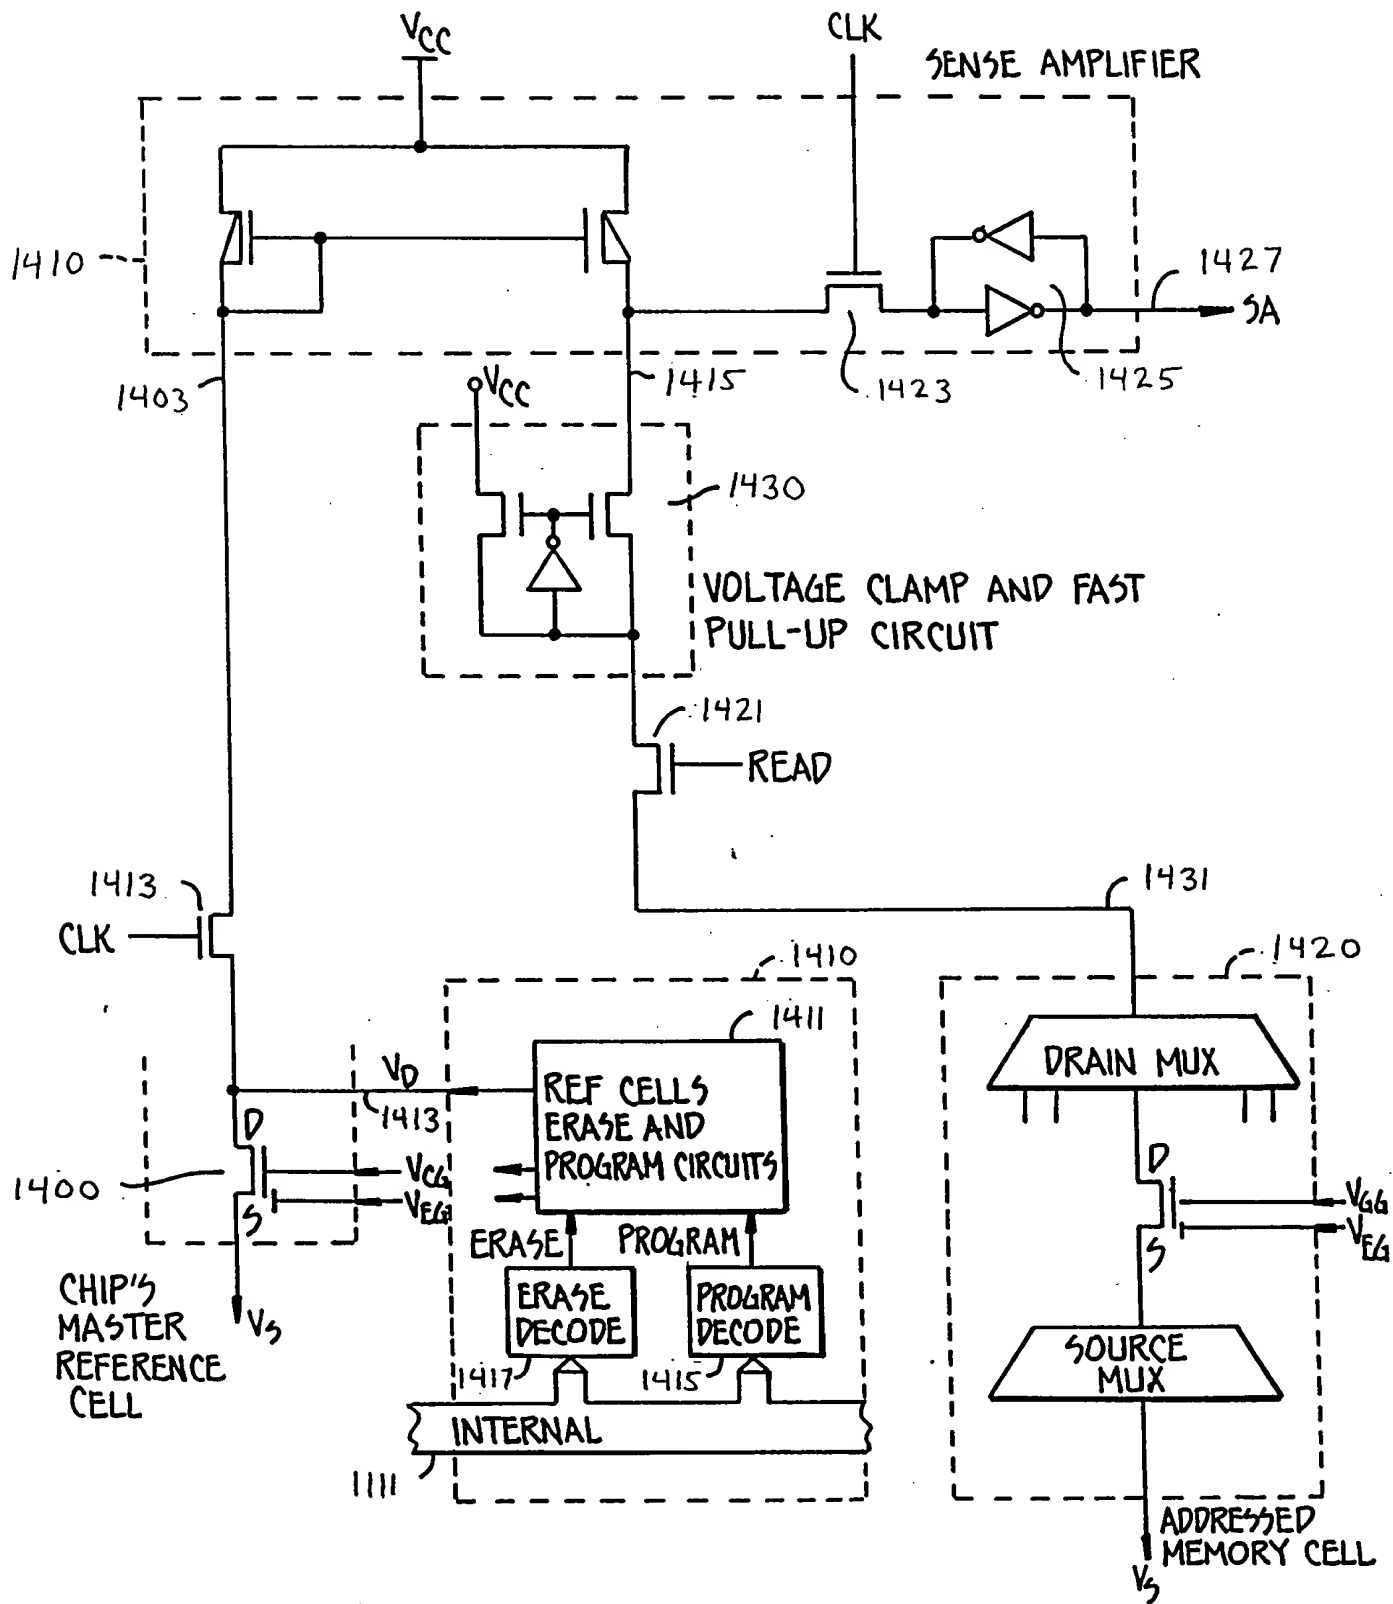 VCC
CLK
SENSE AMPLIFIER
1410
1427
SA
1403
VCC
1415
1423
1425
1430
VOLTAGE CLAMP AND FAST
PULL-UP CIRCUIT
1421
READ
1413
CLK
1431
1410
1420
1411
VD
1413
REF CELLS
ERASE AND
PROGRAM CIRCUITS
DRAIN MUX
D
S
1400
VCG
VEG
D
S
VGG
VEG
ERASE
PROGRAM
CHIP'S
MASTER
REFERENCE
CELL
VS
ERASE
DECODE
PROGRAM
DECODE
1417
1415
SOURCE
MUX
INTERNAL
1111
ADDRESSED
MEMORY CELL
VS